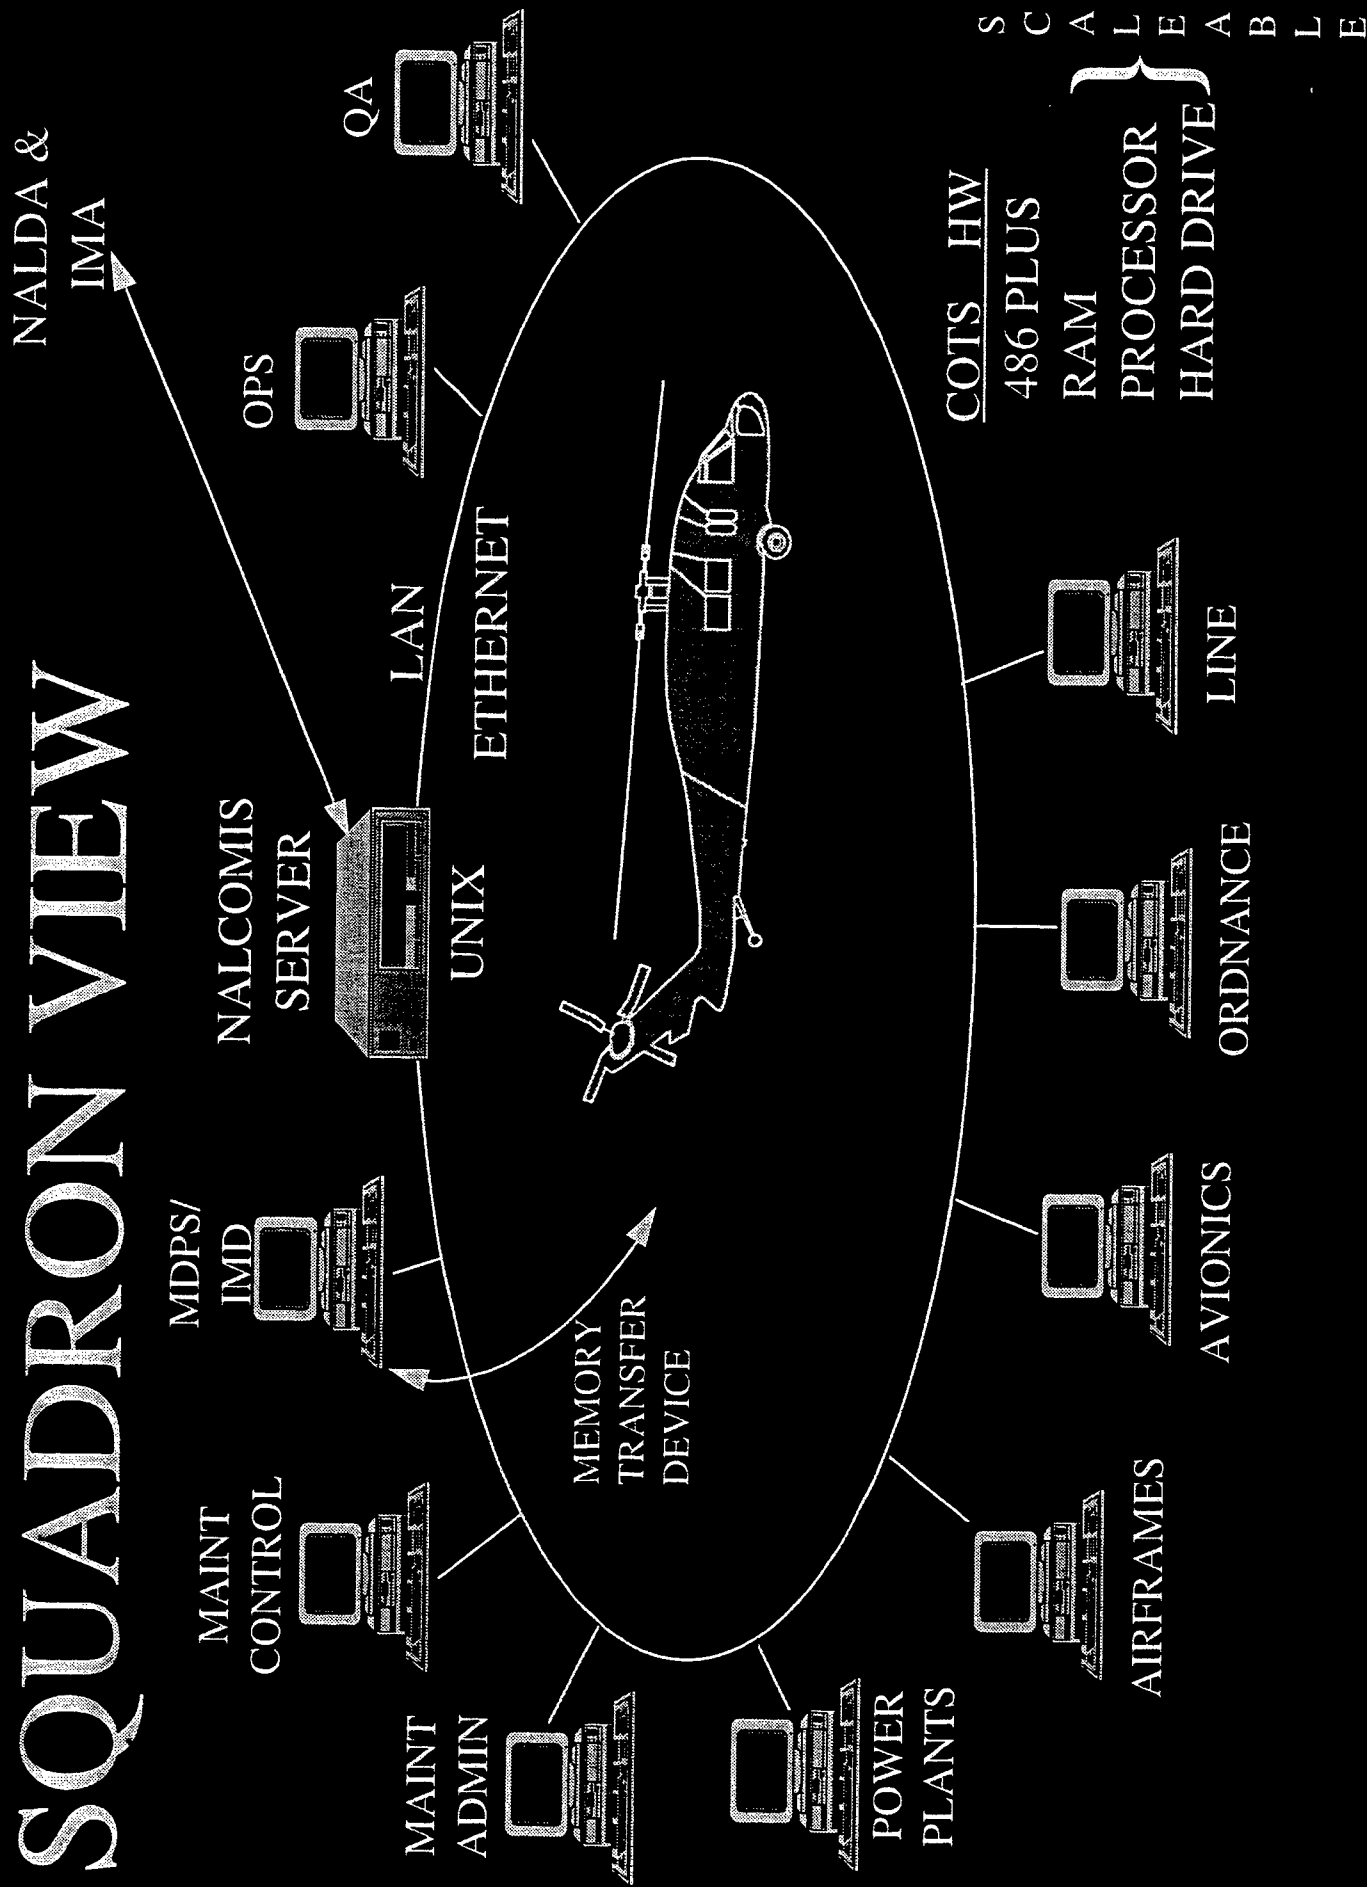 SQUADRON VIEW
NALDA &
IMA
MDPS/
IMD
NALCOMIS
SERVER
UNIX
MAINT
CONTROL
OPS
QA
LAN
ETHERNET
MAINT
ADMIN
MEMORY
TRANSFER
DEVICE
POWER
PLANTS
AIRFRAMES
AVIONICS
ORDNANCE
LINE
COTS HW
486 PLUS
RAM
PROCESSOR
HARD DRIVE
S
C
A
L
E
A
B
L
E